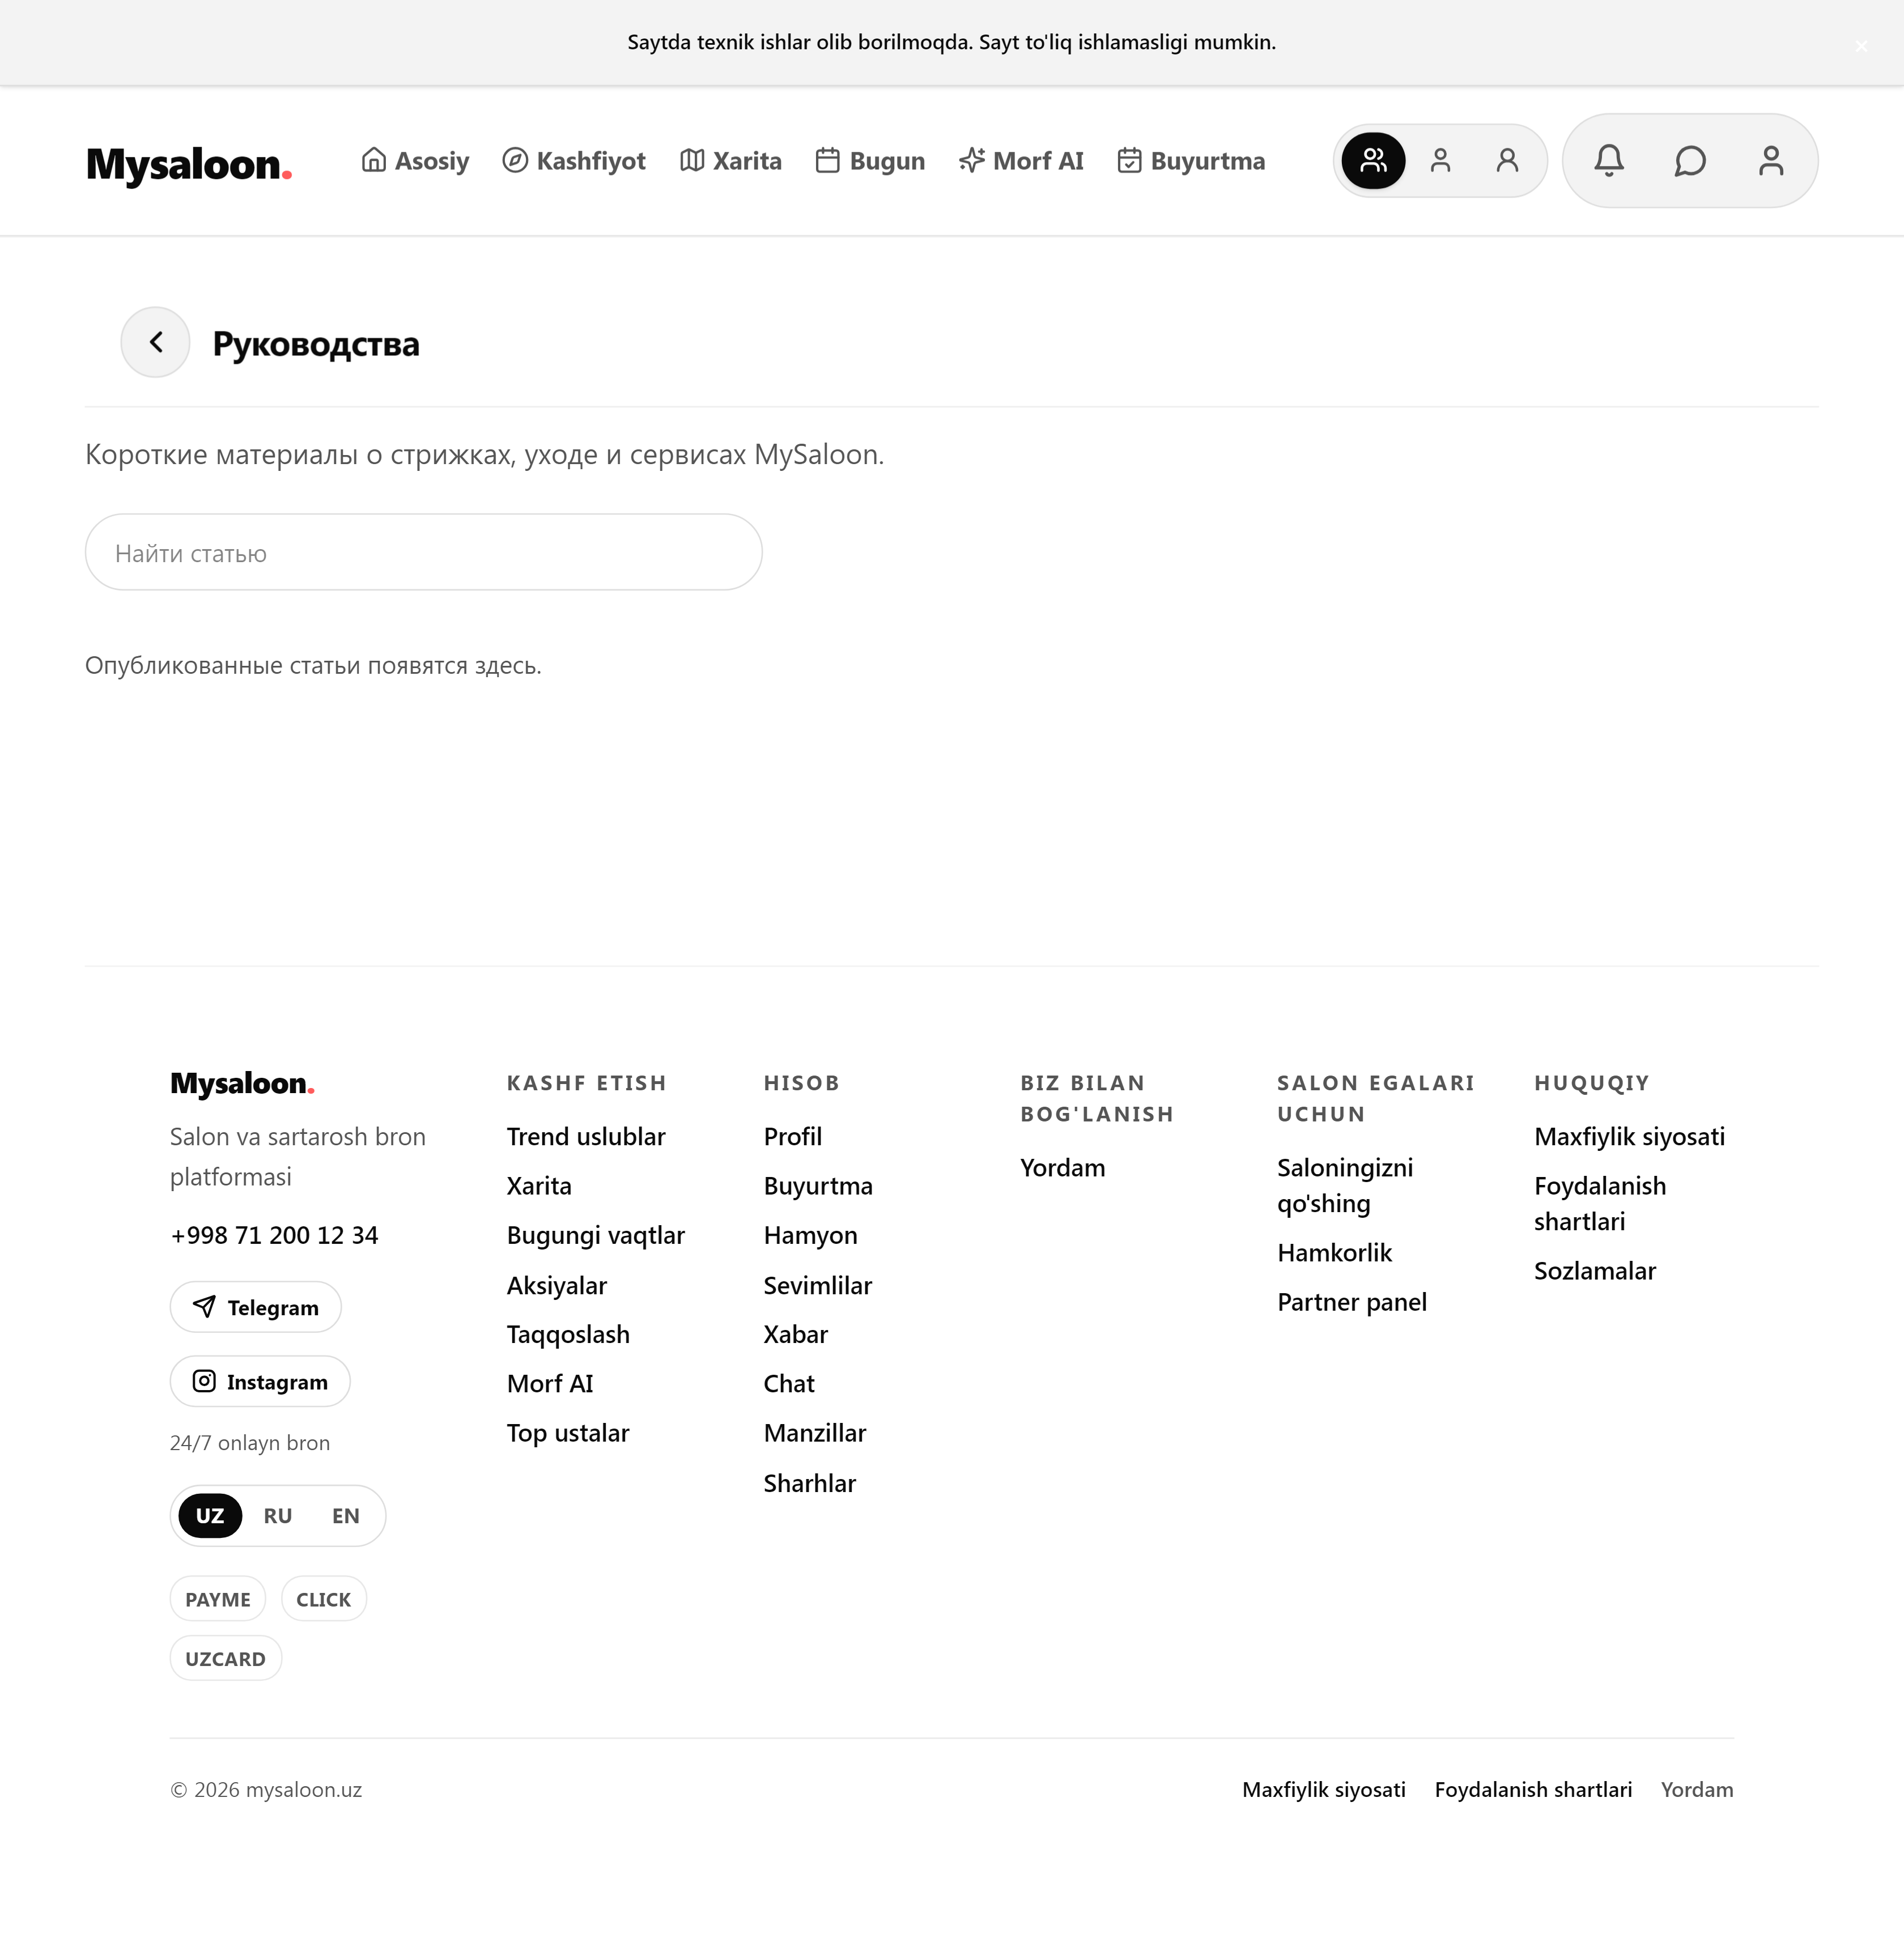 Saytda texnik ishlar olib borilmoqda. Sayt to'liq ishlamasligi mumkin.
Mysaloon.
Asosiy
Kashfiyot
Xarita
Bugun
Morf AI
Buyurtma
Руководства
Короткие материалы о стрижках, уходе и сервисах MySaloon.
Найти статью
Опубликованные статьи появятся здесь.
Mysaloon.
Salon va sartarosh bron
platformasi
+998 71 200 12 34
Telegram
Instagram
24/7 onlayn bron
UZ RU EN
PAYME CLICK
UZCARD
KASHF ETISH
Trend uslublar
Xarita
Bugungi vaqtlar
Aksiyalar
Taqqoslash
Morf AI
Top ustalar
HISOB
Profil
Buyurtma
Hamyon
Sevimlilar
Xabar
Chat
Manzillar
Sharhlar
BIZ BILAN
BOG'LANISH
Yordam
SALON EGALARI
UCHUN
Saloningizni
qo'shing
Hamkorlik
Partner panel
HUQUQIY
Maxfiylik siyosati
Foydalanish
shartlari
Sozlamalar
© 2026 mysaloon.uz
Maxfiylik siyosati
Foydalanish shartlari
Yordam